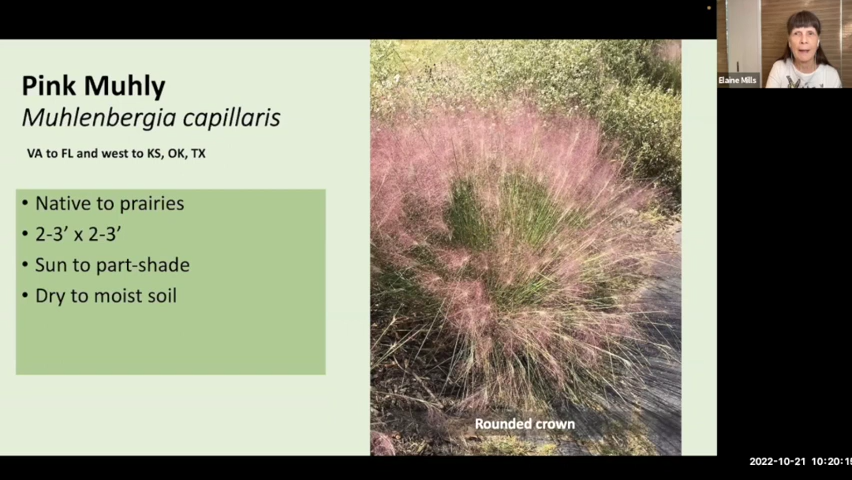 Pink Muhly
Muhlenbergia capillaris
VA to FL and west to KS, OK, TX
• Native to prairies
• 2-3’ x 2-3’
• Sun to part-shade
• Dry to moist soil
Rounded crown
Elaine Mills
2022-10-21 10:20:15